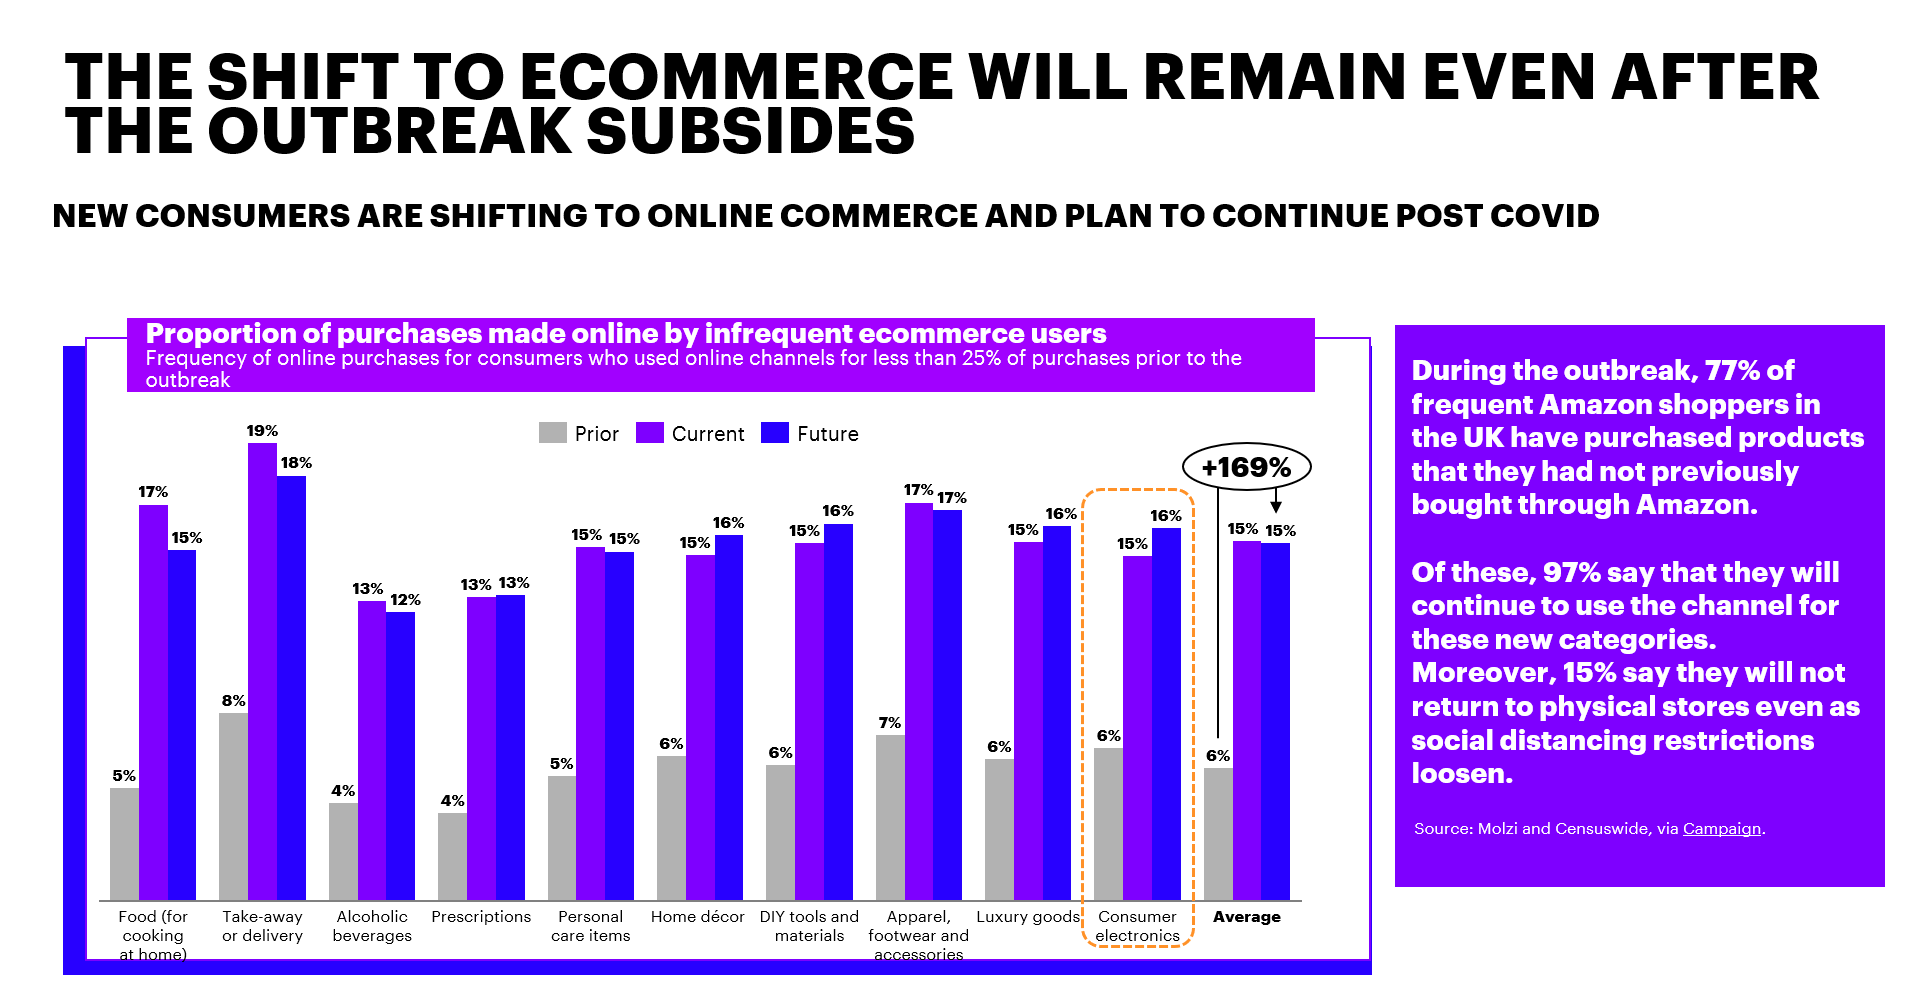 THE SHIFT TO ECOMMERCE WILL REMAIN EVEN AFTER
THE OUTBREAK SUBSIDES
NEW CONSUMERS ARE SHIFTING TO ONLINE COMMERCE AND PLAN TO CONTINUE POST COVID
Proportion of purchases made online by infrequent ecommerce users
Frequency of online purchases for consumers who used online channels for less than 25% of purchases prior to the
outbreak
Prior Current Future
5% 17% 15%
8% 19% 18%
4% 13% 12%
4% 13% 13%
5% 15% 15%
6% 15% 16%
6% 15% 16%
7% 17% 17%
6% 15% 16%
6% 15% 16%
+169%
6% 15% 15%
Food (for
cooking
at home)
Take-away
or delivery
Alcoholic
beverages
Prescriptions
Personal
care items
Home décor
DIY tools and
materials
Apparel,
footwear and
accessories
Luxury goods
Consumer
electronics
Average
During the outbreak, 77% of
frequent Amazon shoppers in
the UK have purchased products
that they had not previously
bought through Amazon.
Of these, 97% say that they will
continue to use the channel for
these new categories.
Moreover, 15% say they will not
return to physical stores even as
social distancing restrictions
loosen.
Source: Molzi and Censuswide, via Campaign.